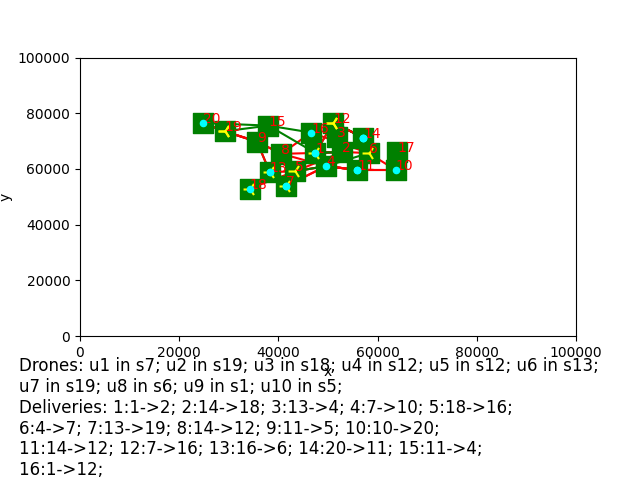 100000
80000
60000
40000
20000
0
0 20000 40000 60000 80000 100000
x
y
12
14
17
10
Drones: u1 in s7; u2 in s19; u3 in s18; u4 in s12; u5 in s12; u6 in s13;
u7 in s19; u8 in s6; u9 in s1; u10 in s5;
Deliveries: 1:1->2; 2:14->18; 3:13->4; 4:7->10; 5:18->16;
6:4->7; 7:13->19; 8:14->12; 9:11->5; 10:10->20;
11:14->12; 12:7->16; 13:16->6; 14:20->11; 15:11->4;
16:1->12;